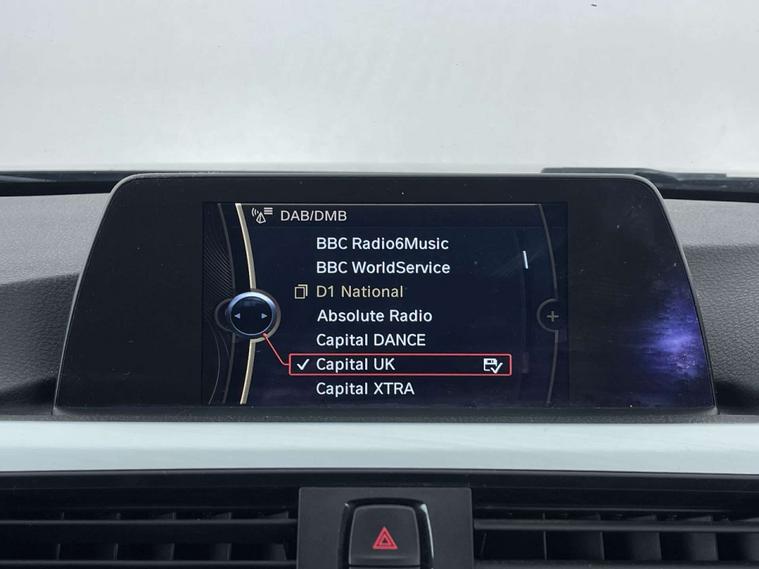 DAB/DMB
BBC Radio6Music
BBC WorldService
D1 National
Absolute Radio
Capital DANCE
Capital UK
Capital XTRA